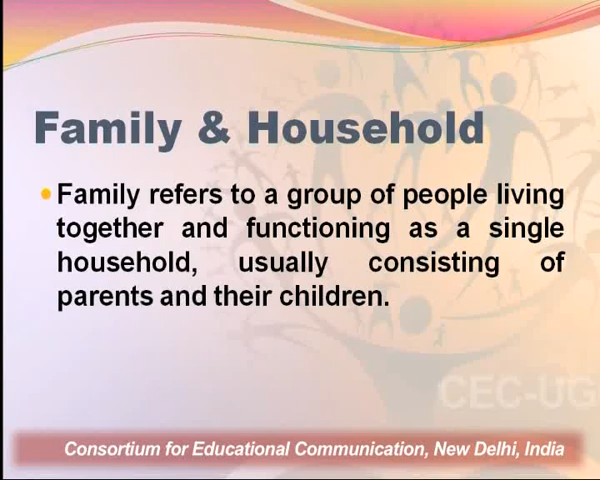 Family & Household
• Family refers to a group of people living
together and functioning as a single
household, usually consisting of
parents and their children.
CEC-UG
Consortium for Educational Communication, New Delhi, India